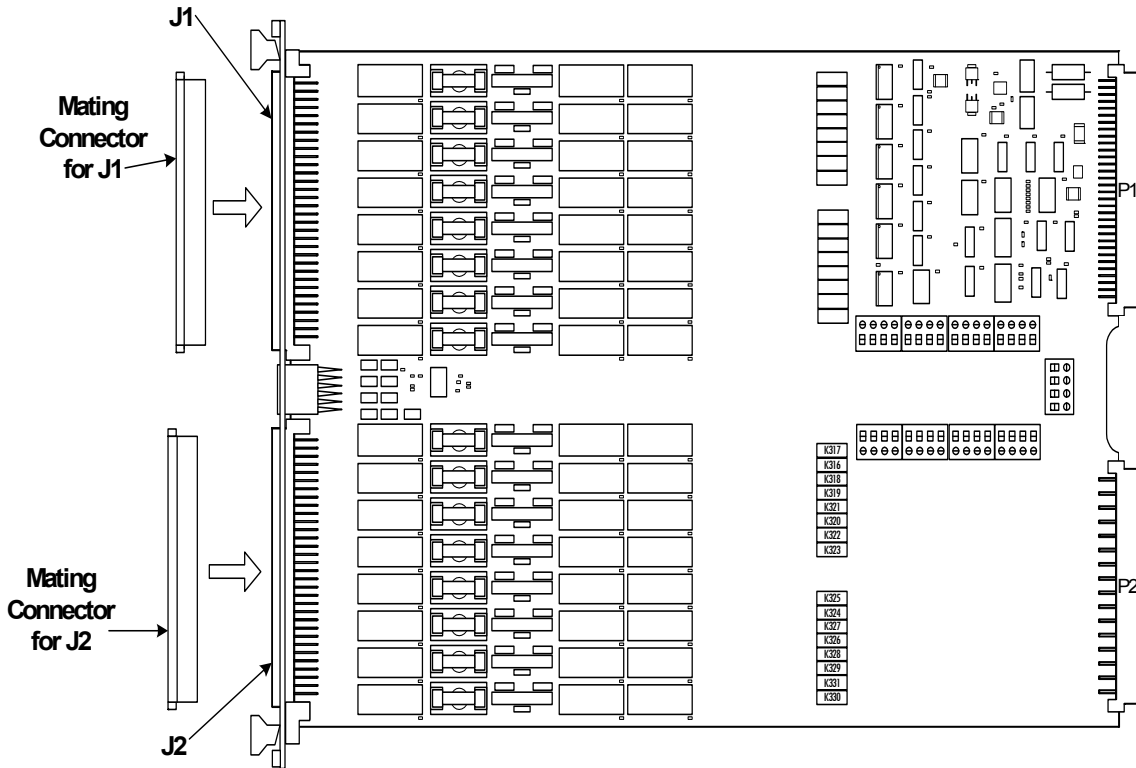 J1
Mating
Connector
for J1
P1
K317
K316
K318
K319
K321
K320
K322
K323
Mating
Connector
for J2
P2
K325
K324
K327
K326
K328
K329
K331
K330
J2